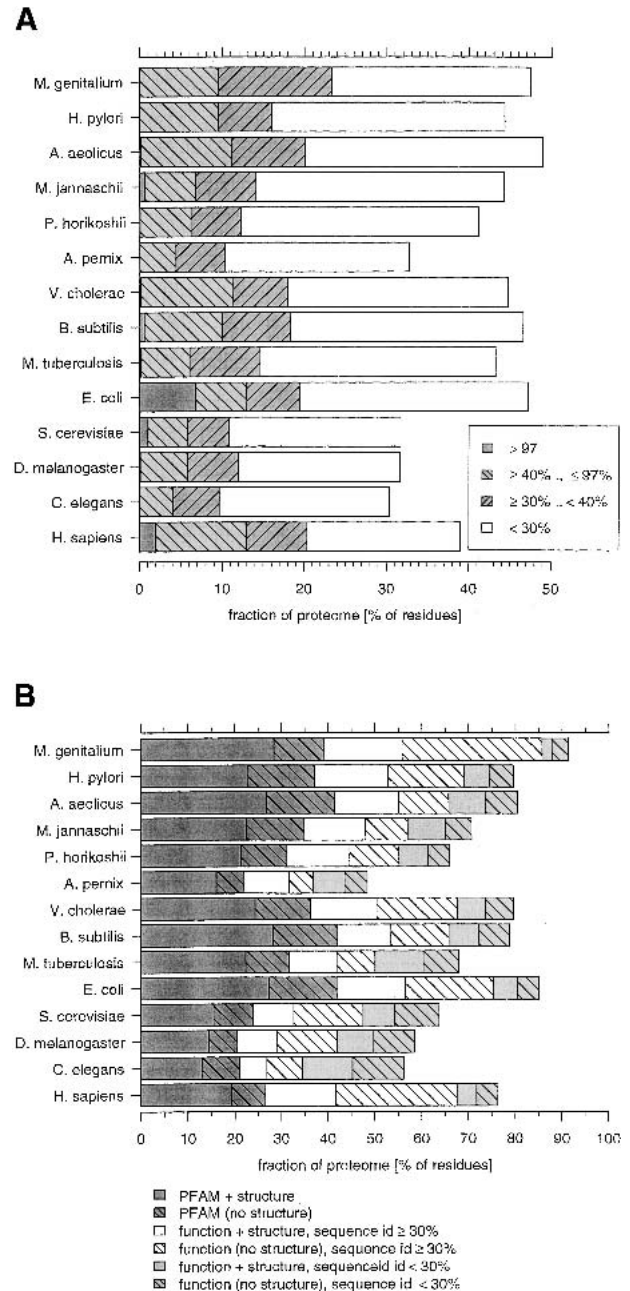 A
M. genitalium
H. pylori
A. aeolicus
M. jannaschii
P. horikoshii
A. pernix
V. cholerae
B. subtilis
M. tuberculosis
E. coli
S. cerevisiae
D. melanogaster
C. elegans
H. sapiens
> 97
> 40% .. ≤ 97%
≥ 30% .. < 40%
< 30%
0 10 20 30 40 50
fraction of proteome [% of residues]
B
M. genitalium
H. pylori
A. aeolicus
M. jannaschii
P. horikoshii
A. pernix
V. cholerae
B. subtilis
M. tuberculosis
E. coli
S. cerevisiae
D. melanogaster
C. elegans
H. sapiens
0 10 20 30 40 50 60 70 80 90 100
fraction of proteome [% of residues]
PFAM + structure
PFAM (no structure)
function + structure, sequence id ≥ 30%
function (no structure), sequence id ≥ 30%
function + structure, sequenceid id < 30%
function (no structure), sequence id < 30%